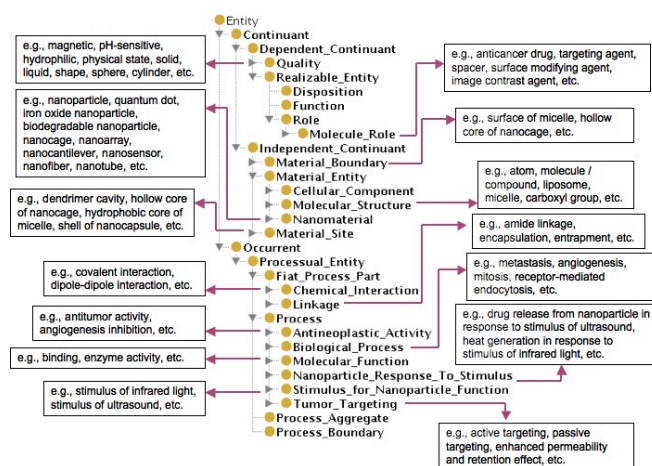 Entity
Continuant
Dependent_Continuant
Quality
Realizable_Entity
Disposition
Function
Role
Molecule_Role
Independent_Continuant
Material_Boundary
Material_Entity
Cellular_Component
Molecular_Structure
Nanomaterial
Material_Site
Occurrent
Processual_Entity
Fiat_Process_Part
Chemical_Interaction
Linkage
Process
Antineoplastic_Activity
Biological_Process
Molecular_Function
Nanoparticle_Response_To_Stimulus
Stimulus_for_Nanoparticle_Function
Tumor_Targeting
Process_Aggregate
Process_Boundary
e.g., magnetic, pH-sensitive,
hydrophilic, physical state, solid,
liquid, shape, sphere, cylinder, etc.
e.g., nanoparticle, quantum dot,
iron oxide nanoparticle,
biodegradable nanoparticle,
nanocage, nanoarray,
nanocantilever, nanosensor,
nanofiber, nanotube, etc.
e.g., dendrimer cavity, hollow core
of nanocage, hydrophobic core of
micelle, shell of nanocapsule, etc.
e.g., covalent interaction,
dipole-dipole interaction, etc.
e.g., antitumor activity,
angiogenesis inhibition, etc.
e.g., binding, enzyme activity, etc.
e.g., stimulus of infrared light,
stimulus of ultrasound, etc.
e.g., anticancer drug, targeting agent,
spacer, surface modifying agent,
image contrast agent, etc.
e.g., surface of micelle, hollow
core of nanocage, etc.
e.g., atom, molecule /
compound, liposome,
micelle, carboxyl group, etc.
e.g., amide linkage,
encapsulation, entrapment, etc.
e.g., metastasis, angiogenesis,
mitosis, receptor-mediated
endocytosis, etc.
e.g., drug release from nanoparticle in
response to stimulus of ultrasound,
heat generation in response to
stimulus of infrared light, etc.
e.g., active targeting, passive
targeting, enhanced permeability
and retention effect, etc.